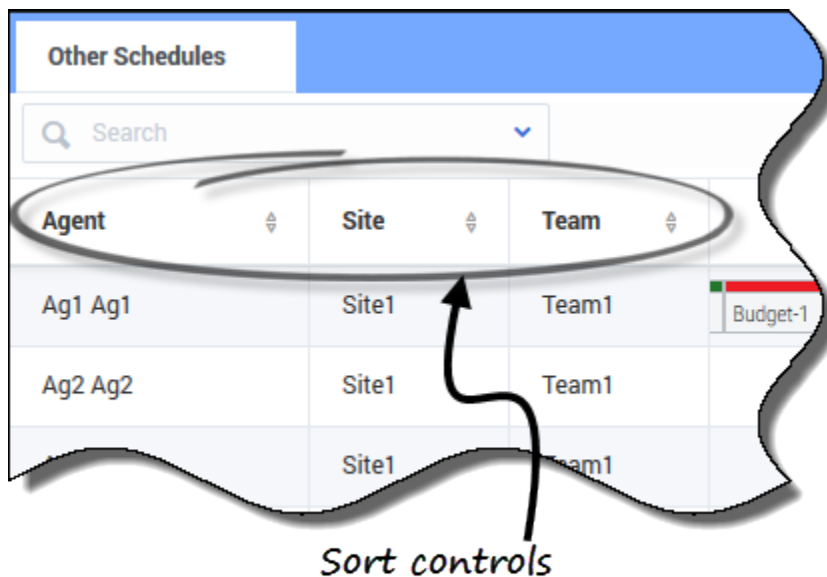 Other Schedules
Search
Agent Site Team
Ag1 Ag1 Site1 Team1 Budget-1
Ag2 Ag2 Site1 Team1
Site1 Team1
Sort controls